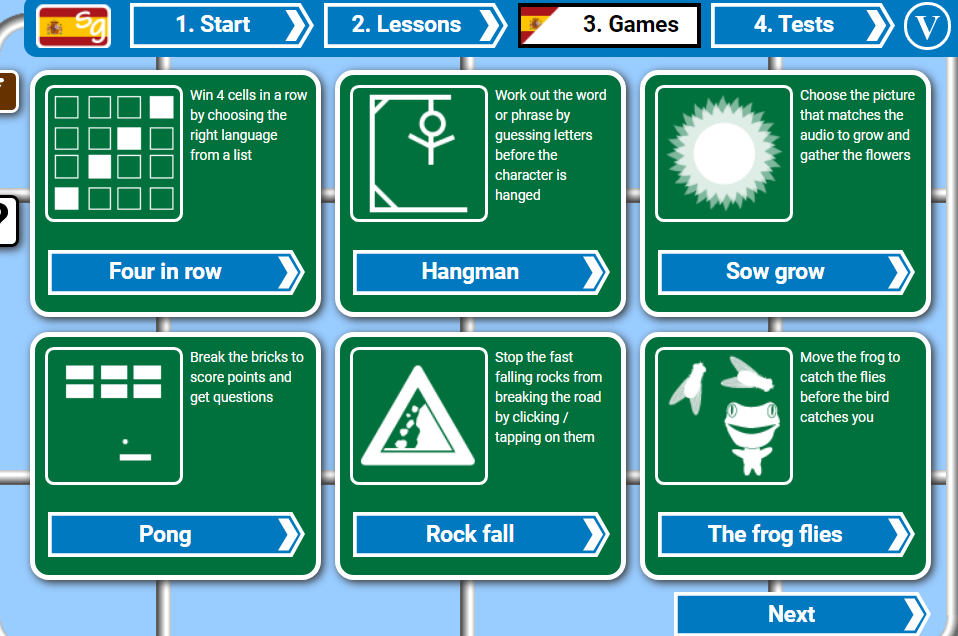 Sg
1. Start
2. Lessons
3. Games
4. Tests
V
?
Win 4 cells in a row
by choosing the
right language
from a list
Four in row
Work out the word
or phrase by
guessing letters
before the
character is
hanged
Hangman
Choose the picture
that matches the
audio to grow and
gather the flowers
Sow grow
Break the bricks to
score points and
get questions
Pong
Stop the fast
falling rocks from
breaking the road
by clicking /
tapping on them
Rock fall
Move the frog to
catch the flies
before the bird
catches you
The frog flies
Next